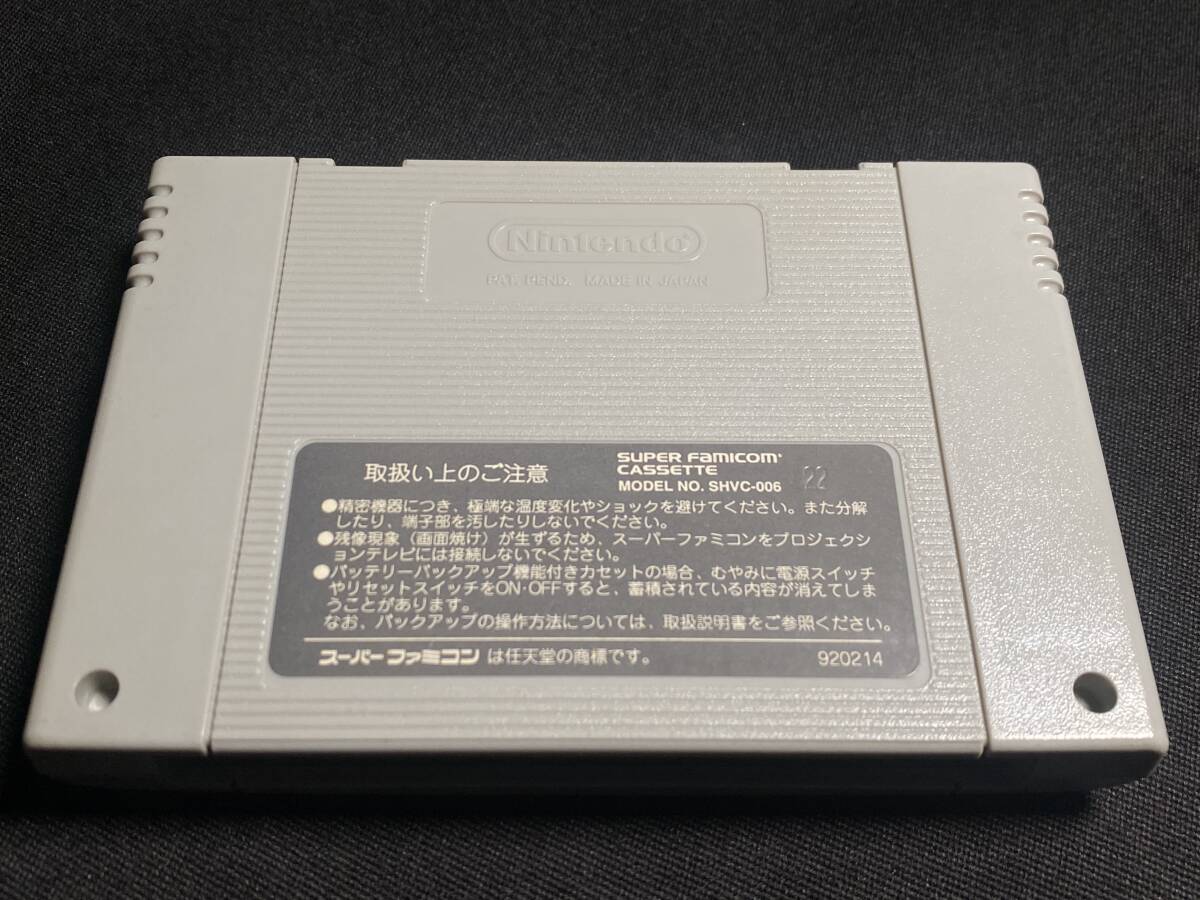 Nintendo®
PAT. PEND. MADE IN JAPAN
取扱い上のご注意
SUPER FAMICOM®
CASSETTE
MODEL NO. SHVC-006
22
●精密機器につき、極端な湿度変化やショックを避けてください。また分解
したり、端子部を汚したりしないでください。
●残像現象（画面焼け）が生ずるため、スーパーファミコンをプロジェクシ
ョンテレビには接続しないでください。
●バッテリーバックアップ機能付きカセットの場合、むやみに電源スイッチ
やリセットスイッチをON・OFFすると、蓄積されている内容が消えてしま
うことがあります。
なお、バックアップの操作方法については、取扱説明書をご参照ください。
スーパーファミコン は任天堂の商標です。
920214